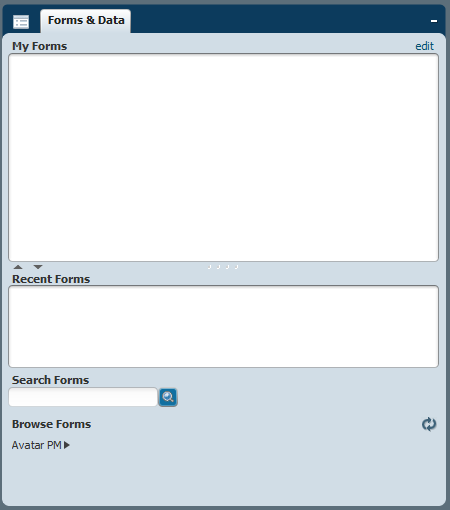 Forms & Data
My Forms edit
Recent Forms
Search Forms
Browse Forms
Avatar PM